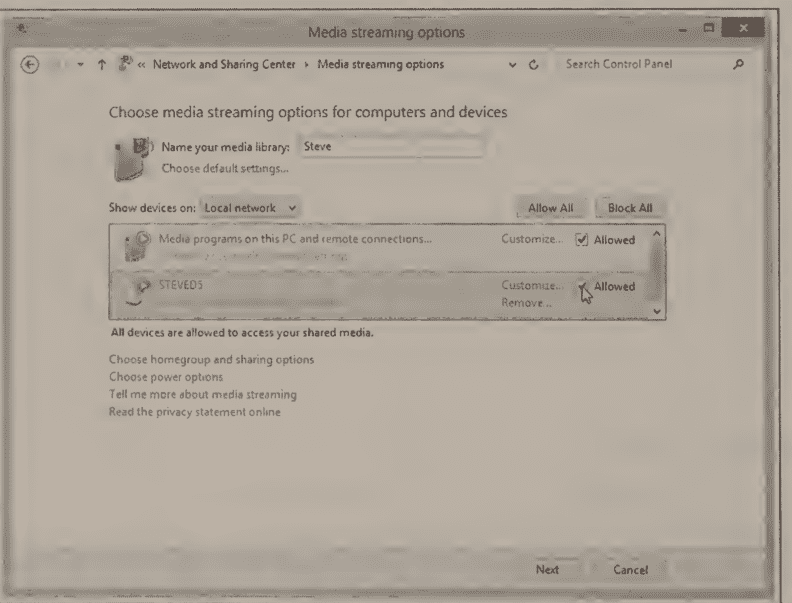 Media streaming options
« Network and Sharing Center Media streaming options Search Control Panel
Choose media streaming options for computers and devices
Name your media library: Steve
Choose default settings...
Show devices on: Local network Allow All Block All
Media programs on this PC and remote connections... Customize... Allowed
STEVEDS Customize... Allowed
Remove...
All devices are allowed to access your shared media.
Choose homegroup and sharing options
Choose power options
Tell me more about media streaming
Read the privacy statement online
Next Cancel